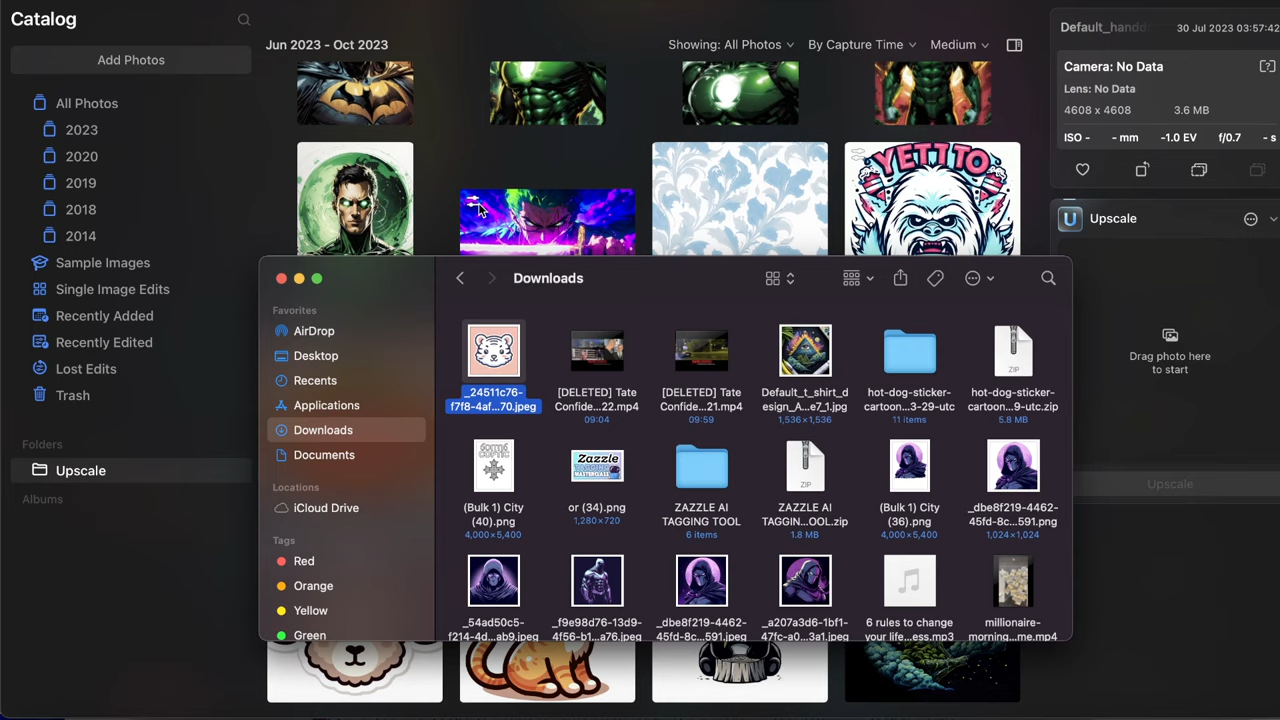 Catalog
Add Photos
All Photos
2023
2020
2019
2018
2014
Sample Images
Single Image Edits
Recently Added
Recently Edited
Lost Edits
Trash
Folders
Upscale
Albums
Jun 2023 - Oct 2023
Showing: All Photos
By Capture Time
Medium
YETI TO
Default_handd
30 Jul 2023 03:57:42
Camera: No Data
Lens: No Data
4608 x 4608
3.6 MB
ISO -
- mm
-1.0 EV
f/0.7
- s
U
Upscale
Drag photo here
to start
Upscale
Favorites
AirDrop
Desktop
Recents
Applications
Downloads
Documents
Locations
iCloud Drive
Tags
Red
Orange
Yellow
Green
Downloads
_24511c76-
f7f8-4af...70.jpeg
[DELETED] Tate
Confide...22.mp4
09:04
[DELETED] Tate
Confide...21.mp4
09:59
Default_t_shirt_d
esign_A...e7_1.jpg
1,536×1,536
hot-dog-sticker-
cartoon...3-29-utc
11 items
ZIP
hot-dog-sticker-
cartoon...9-utc.zip
5.8 MB
(Bulk 1) City
(40).png
4,000×5,400
Zazzle
TAGGING
MASTERCLASS
or (34).png
1,280×720
ZAZZLE AI
TAGGING TOOL
6 items
ZIP
ZAZZLE AI
TAGGIN...OOL.zip
1.8 MB
(Bulk 1) City
(36).png
4,000×5,400
_dbe8f219-4462-
45fd-8c...591.png
1,024×1,024
_54ad50c5-
f214-4d...ab9.jpeg
_f9e98d76-13d9-
4f56-b1...a76.jpeg
_dbe8f219-4462-
45fd-8c...591.jpeg
_a207a3d6-1bf1-
47fc-a0...3a1.jpeg
6 rules to change
your life...ess.mp3
millionaire-
morning...me.mp4